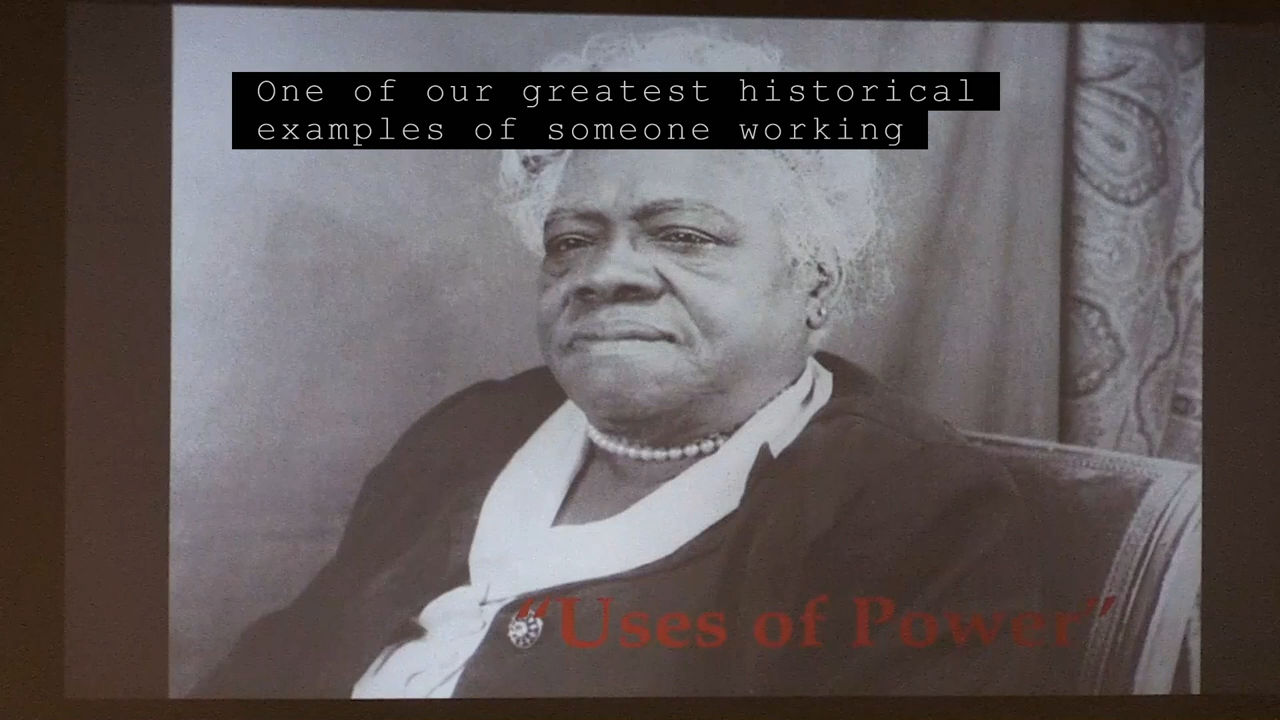 One of our greatest historical
examples of someone working
“Uses of Power”